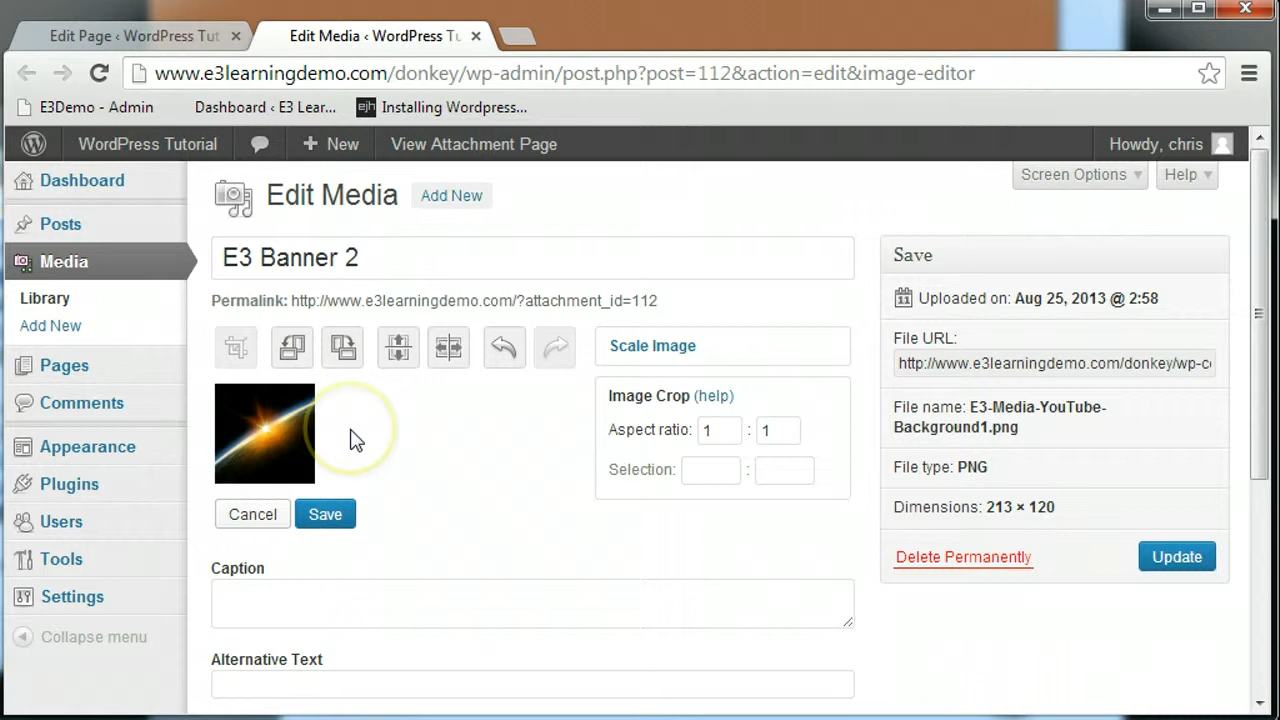 Edit Page ‹ WordPress Tut
Edit Media ‹ WordPress Tu
www.e3learningdemo.com/donkey/wp-admin/post.php?post=112&action=edit&image-editor
E3Demo - Admin
Dashboard ‹ E3 Lear...
ejh Installing Wordpress...
WordPress Tutorial
+ New
View Attachment Page
Howdy, chris
Screen Options
Help
Dashboard
Posts
Media
Library
Add New
Pages
Comments
Appearance
Plugins
Users
Tools
Settings
Collapse menu
Edit Media
Add New
E3 Banner 2
Permalink: http://www.e3learningdemo.com/?attachment_id=112
Scale Image
Image Crop (help)
Aspect ratio: 1 : 1
Selection: :
Cancel
Save
Caption
Alternative Text
Save
11 Uploaded on: Aug 25, 2013 @ 2:58
File URL:
http://www.e3learningdemo.com/donkey/wp-c
File name: E3-Media-YouTube-
Background1.png
File type: PNG
Dimensions: 213 × 120
Delete Permanently
Update